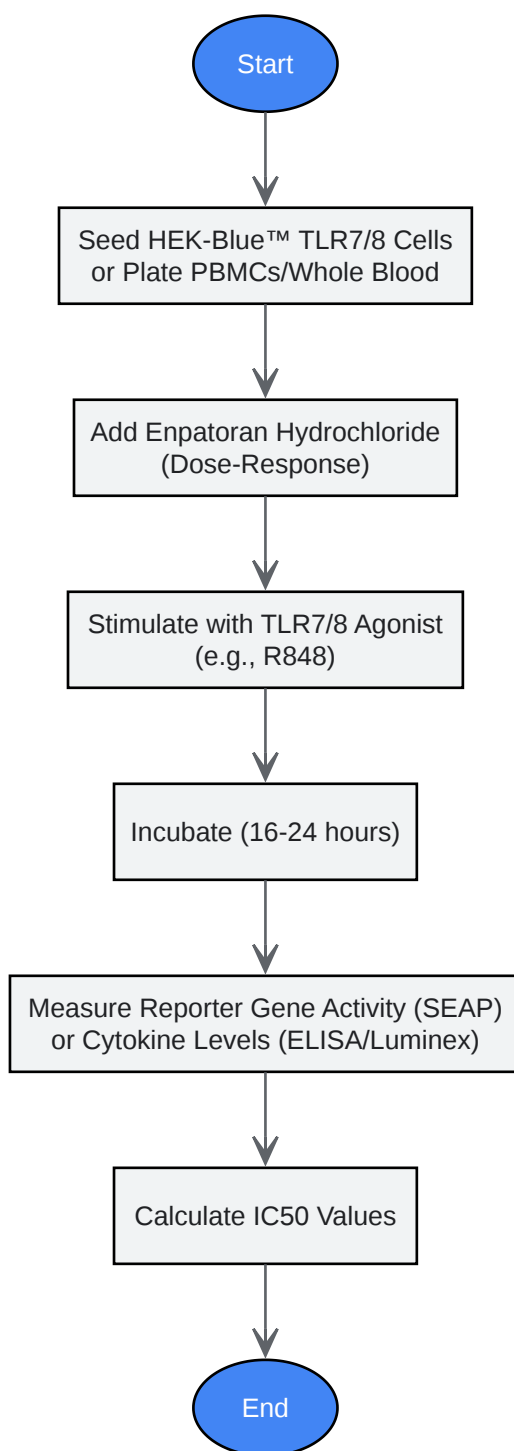 Start
Seed HEK-Blue™ TLR7/8 Cells
or Plate PBMCs/Whole Blood
Add Enpatoran Hydrochloride
(Dose-Response)
Stimulate with TLR7/8 Agonist
(e.g., R848)
Incubate (16-24 hours)
Measure Reporter Gene Activity (SEAP)
or Cytokine Levels (ELISA/Luminex)
Calculate IC50 Values
End